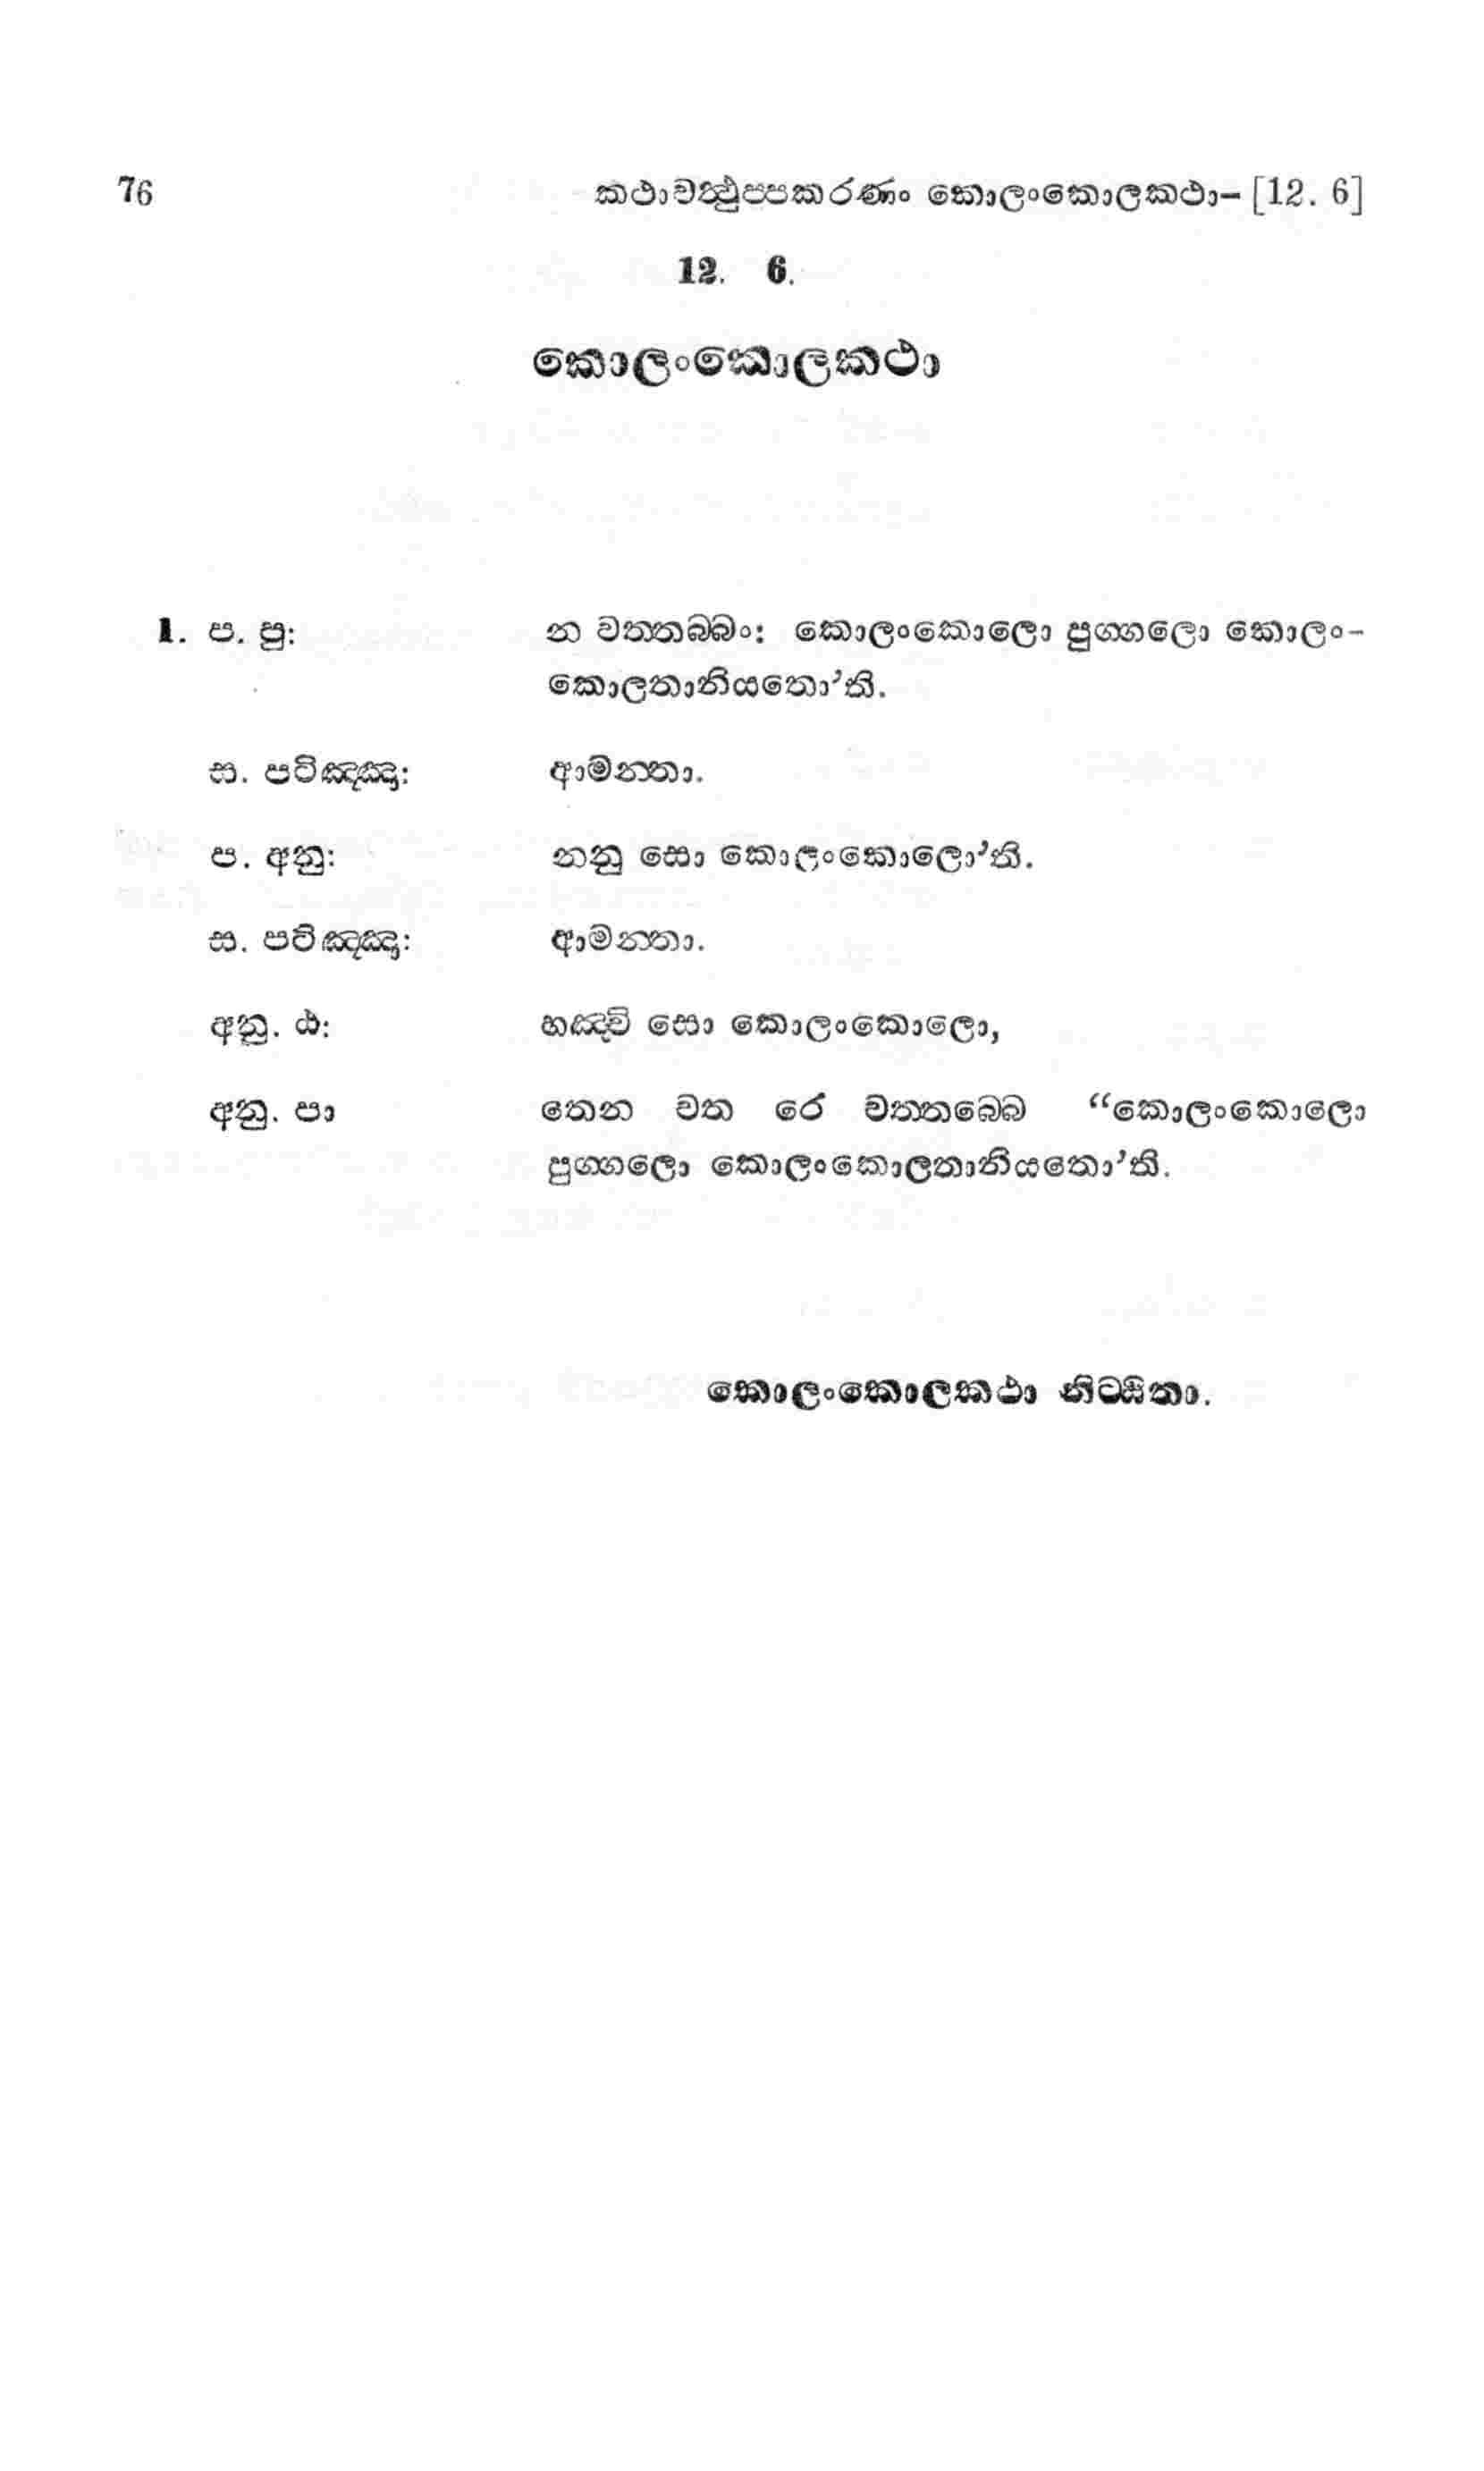 76 කථාවත්‍ථුප‍්පකරණං කොලංකොලකථා– [12. 6]
12. 6.
කොලංකොලකථා
1. ප. පු: න වත‍්තබ‍්බං: කොලංකොලො පුග‍්ගලො කොලං-
කොලතානියතො’ති.
ස. පටිඤ‍්ඤා: ආමන‍්තා.
ප. අනු: නනු සො කොලංකොලො’ති.
ස. පටිඤ‍්ඤා: ආමන‍්තා.
අනු. ඨ: හඤ‍්චි සො කොලංකොලො,
අනු. පා තෙන වත රෙ වත‍්තබ‍්බෙ “කොලංකොලො
පුග‍්ගලො කොලංකොලතානියතො’ති.
කොලංකොලකථා නිට‍්ඨිතා.